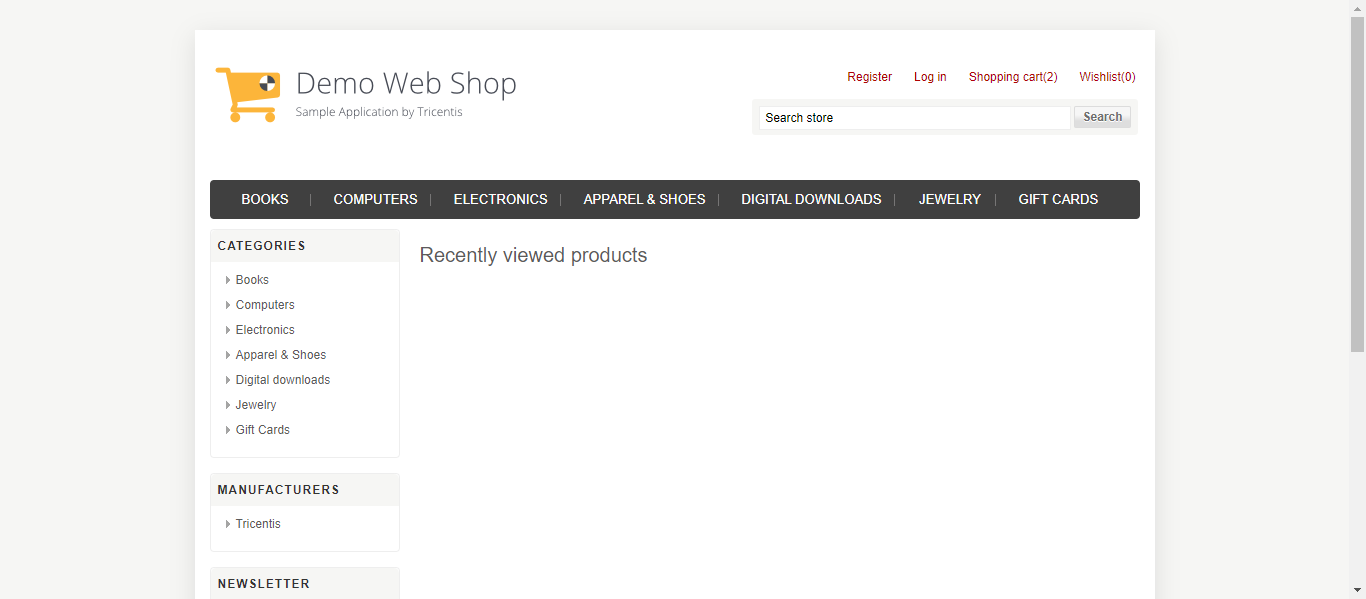 Demo Web Shop
Sample Application by Tricentis
Register Log in Shopping cart(2) Wishlist(0)
Search store Search
BOOKS COMPUTERS ELECTRONICS APPAREL & SHOES DIGITAL DOWNLOADS JEWELRY GIFT CARDS
CATEGORIES
Books
Computers
Electronics
Apparel & Shoes
Digital downloads
Jewelry
Gift Cards
MANUFACTURERS
Tricentis
NEWSLETTER
Recently viewed products